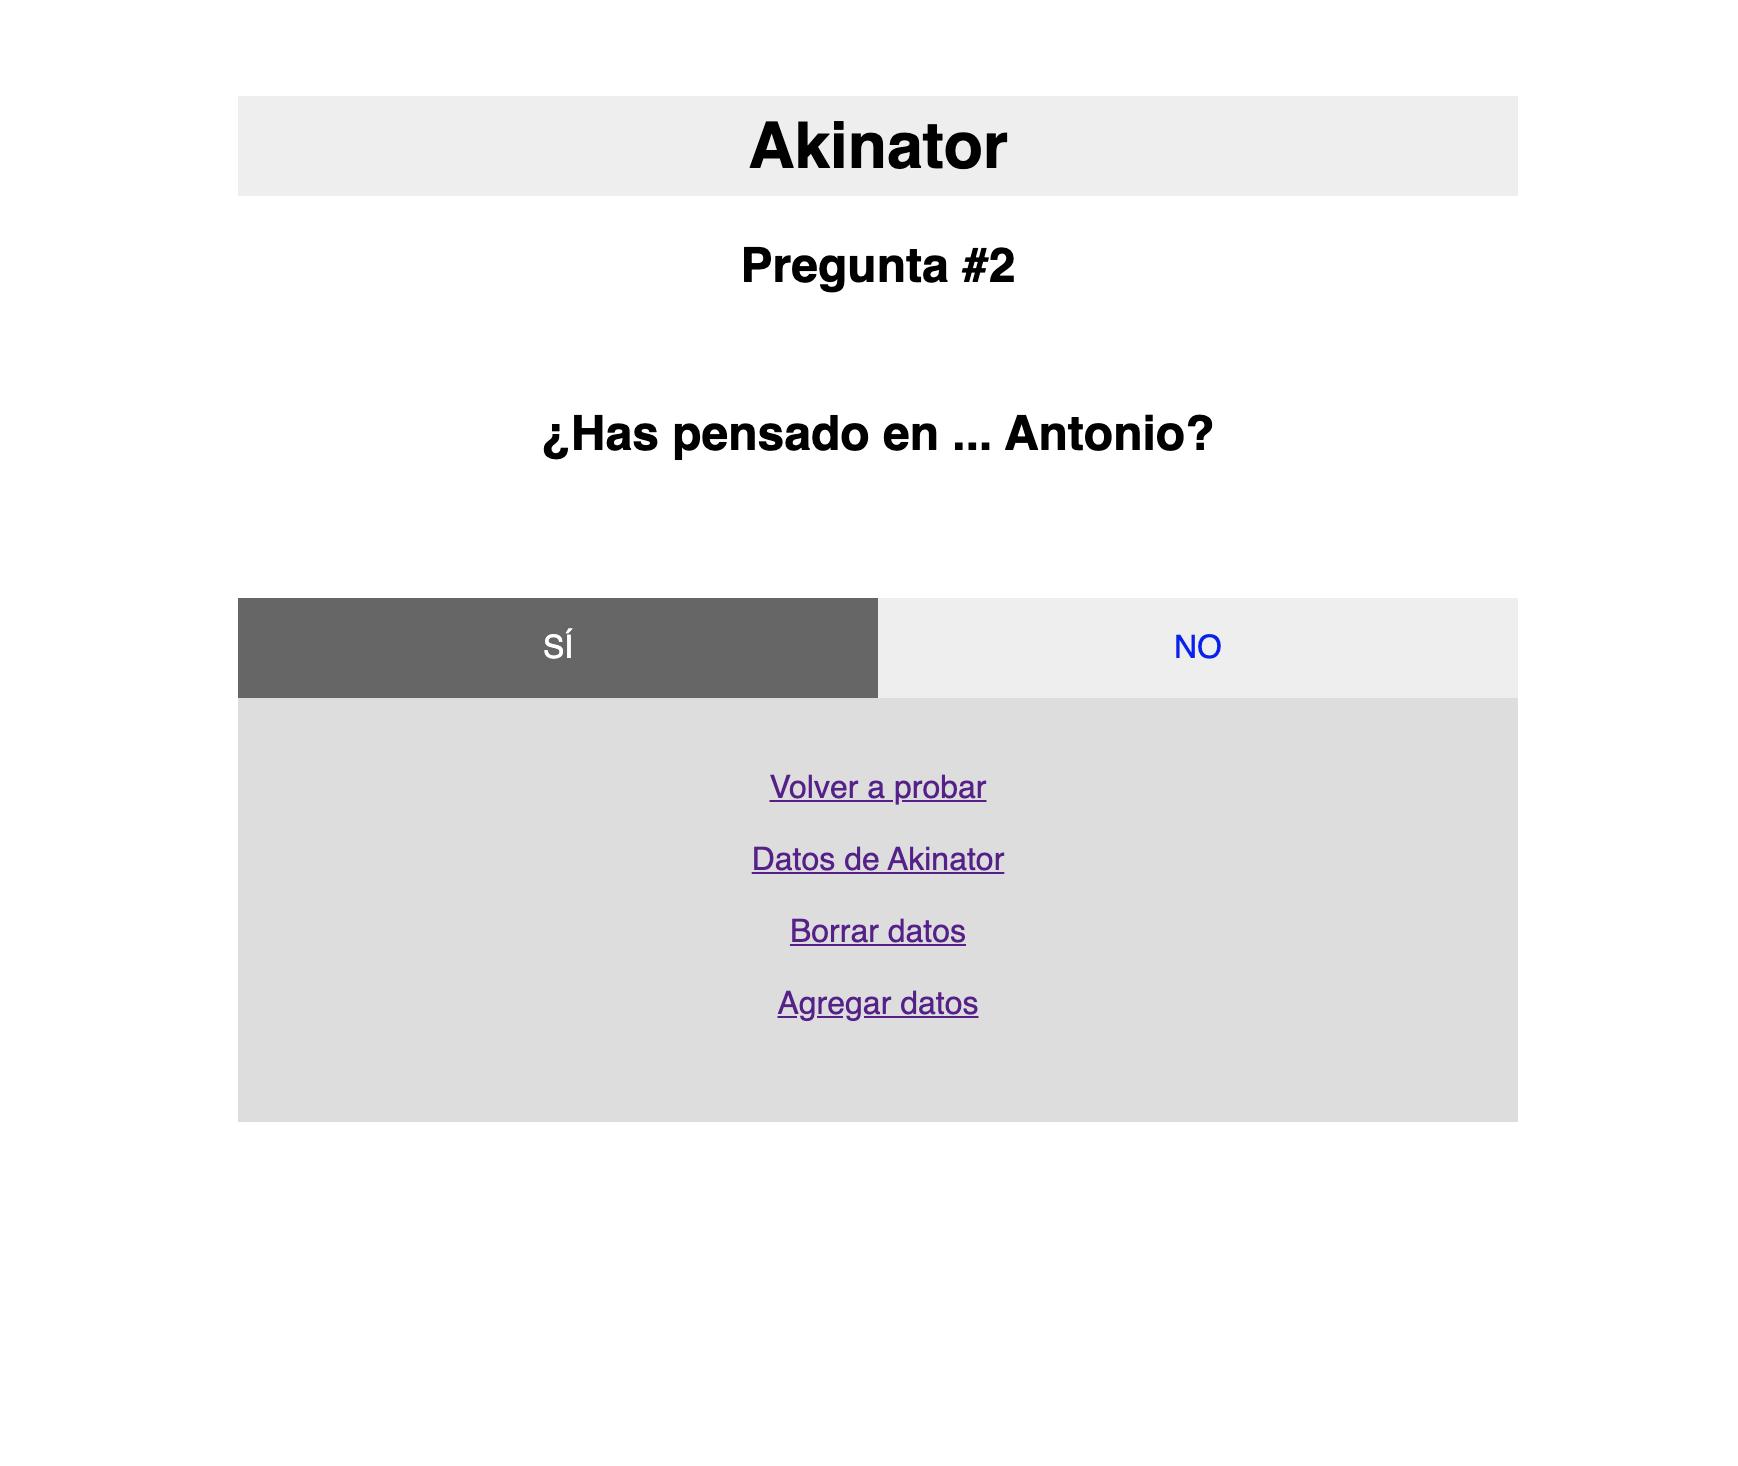 Akinator
Pregunta #2
¿Has pensado en ... Antonio?
SÍ
NO
Volver a probar
Datos de Akinator
Borrar datos
Agregar datos